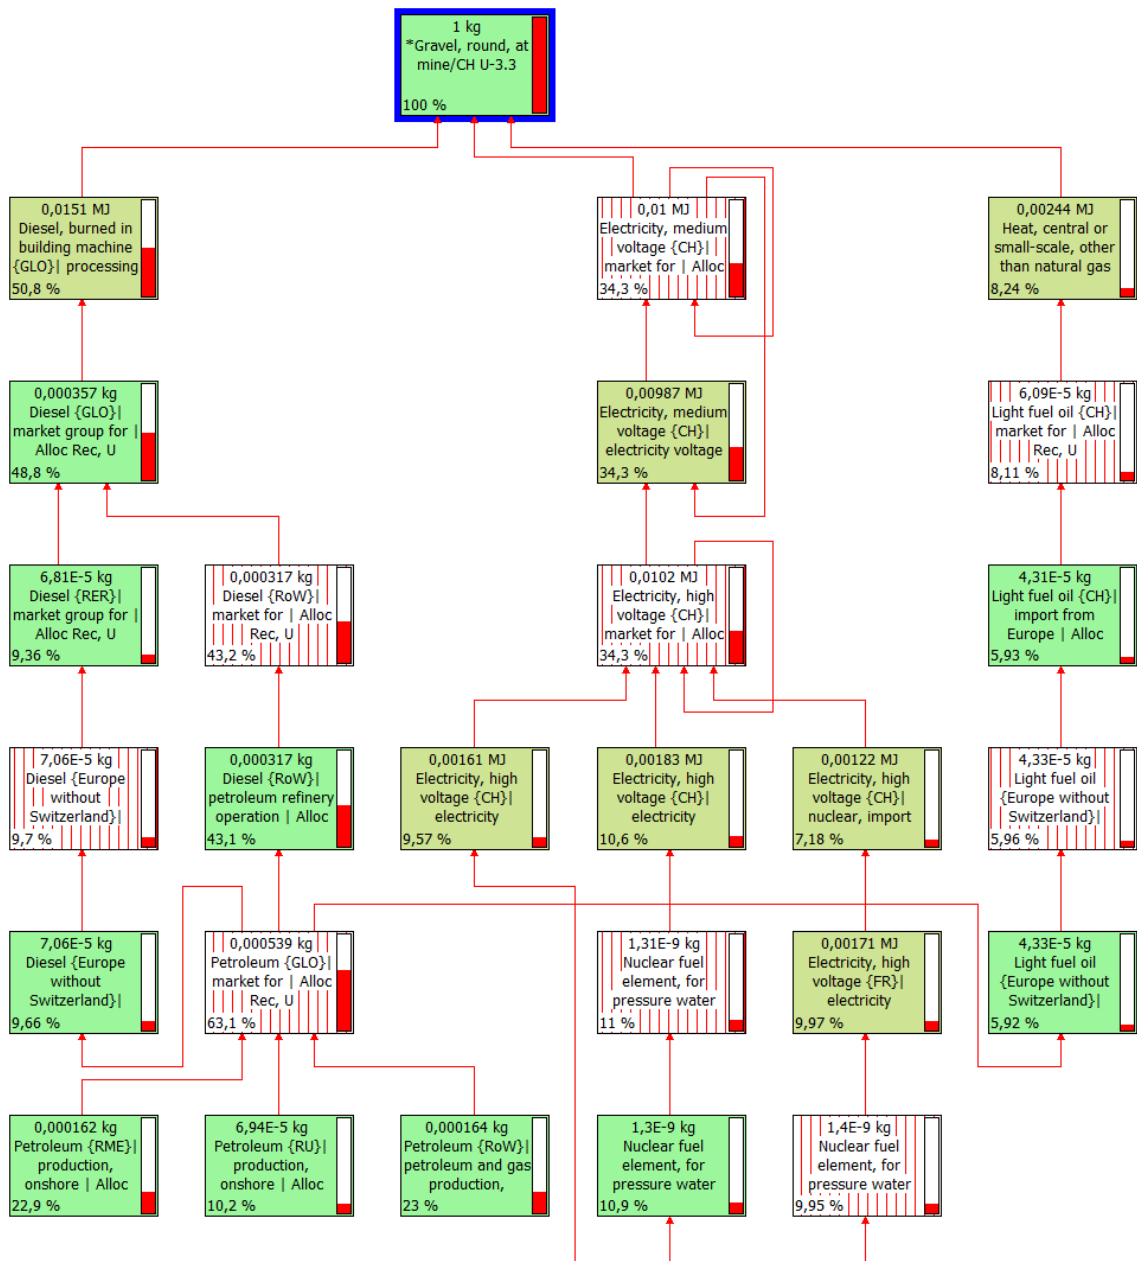 1 kg
*Gravel, round, at
mine/CH U-3.3
100 %
0,0151 MJ
Diesel, burned in
building machine
{GLO}| processing
50,8 %
0,01 MJ
Electricity, medium
voltage {CH}|
market for | Alloc
34,3 %
0,00244 MJ
Heat, central or
small-scale, other
than natural gas
8,24 %
0,000357 kg
Diesel {GLO}|
market group for |
Alloc Rec, U
48,8 %
0,00987 MJ
Electricity, medium
voltage {CH}|
electricity voltage
34,3 %
6,09E-5 kg
Light fuel oil {CH}|
market for | Alloc
Rec, U
8,11 %
6,81E-5 kg
Diesel {RER}|
market group for |
Alloc Rec, U
9,36 %
0,000317 kg
Diesel {RoW}|
market for | Alloc
Rec, U
43,2 %
0,0102 MJ
Electricity, high
voltage {CH}|
market for | Alloc
34,3 %
4,31E-5 kg
Light fuel oil {CH}|
import from
Europe | Alloc
5,93 %
7,06E-5 kg
Diesel {Europe
without
Switzerland}|
9,7 %
0,000317 kg
Diesel {RoW}|
petroleum refinery
operation | Alloc
43,1 %
0,00161 MJ
Electricity, high
voltage {CH}|
electricity
9,57 %
0,00183 MJ
Electricity, high
voltage {CH}|
electricity
10,6 %
0,00122 MJ
Electricity, high
voltage {CH}|
nuclear, import
7,18 %
4,33E-5 kg
Light fuel oil
{Europe without
Switzerland}|
5,96 %
7,06E-5 kg
Diesel {Europe
without
Switzerland}|
9,66 %
0,000539 kg
Petroleum {GLO}|
market for | Alloc
Rec, U
63,1 %
1,31E-9 kg
Nuclear fuel
element, for
pressure water
11 %
0,00171 MJ
Electricity, high
voltage {FR}|
electricity
9,97 %
4,33E-5 kg
Light fuel oil
{Europe without
Switzerland}|
5,92 %
0,000162 kg
Petroleum {RME}|
production,
onshore | Alloc
22,9 %
6,94E-5 kg
Petroleum {RU}|
production,
onshore | Alloc
10,2 %
0,000164 kg
Petroleum {RoW}|
petroleum and gas
production,
23 %
1,3E-9 kg
Nuclear fuel
element, for
pressure water
10,9 %
1,4E-9 kg
Nuclear fuel
element, for
pressure water
9,95 %